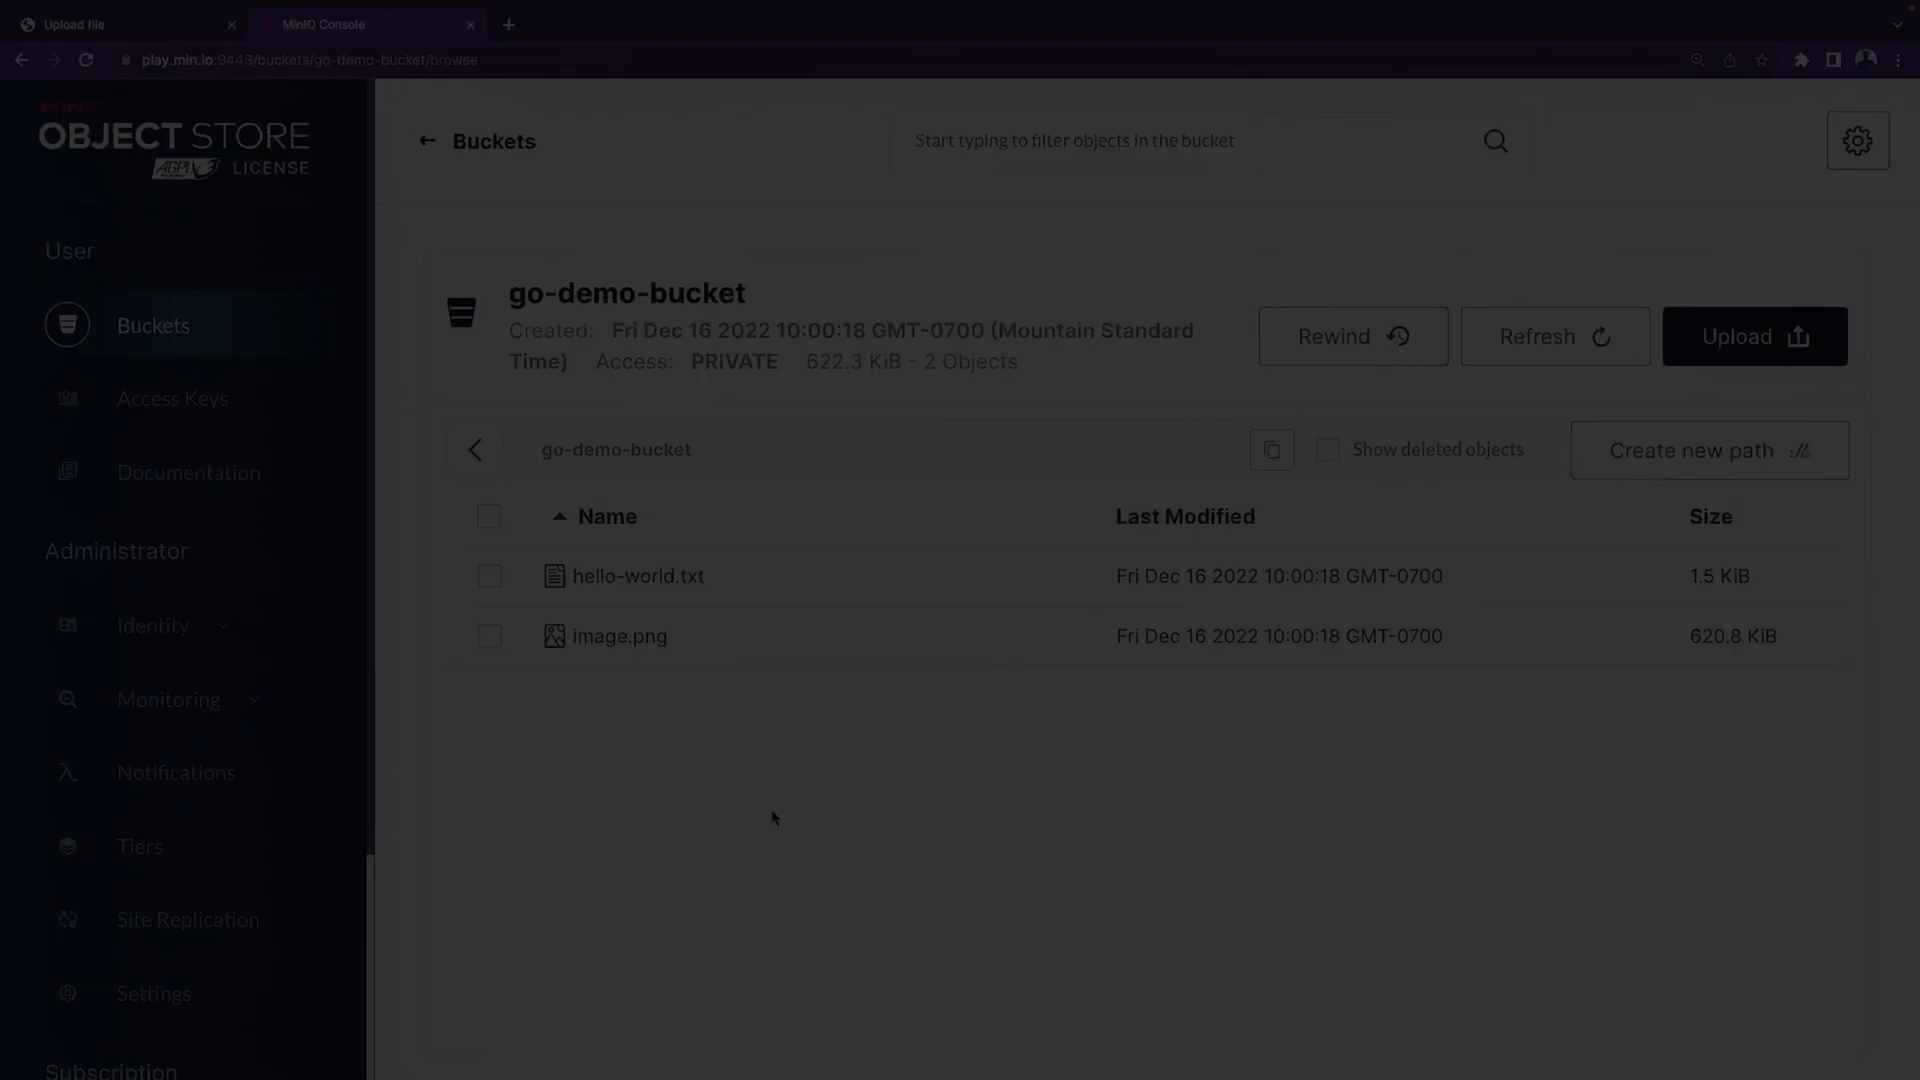 Upload file
MinIO Console
play.min.io:9443/buckets/go-demo-bucket/browse
OBJECT STORE
AGPL LICENSE
User
Buckets
Access Keys
Documentation
Administrator
Identity
Monitoring
Notifications
Tiers
Site Replication
Settings
Subscription
Buckets
Start typing to filter objects in the bucket
go-demo-bucket
Created: Fri Dec 16 2022 10:00:18 GMT-0700 (Mountain Standard
Time) Access: PRIVATE 622.3 KiB - 2 Objects
Rewind
Refresh
Upload
go-demo-bucket
Show deleted objects
Create new path
Name Last Modified Size
hello-world.txt Fri Dec 16 2022 10:00:18 GMT-0700 1.5 KiB
image.png Fri Dec 16 2022 10:00:18 GMT-0700 620.8 KiB